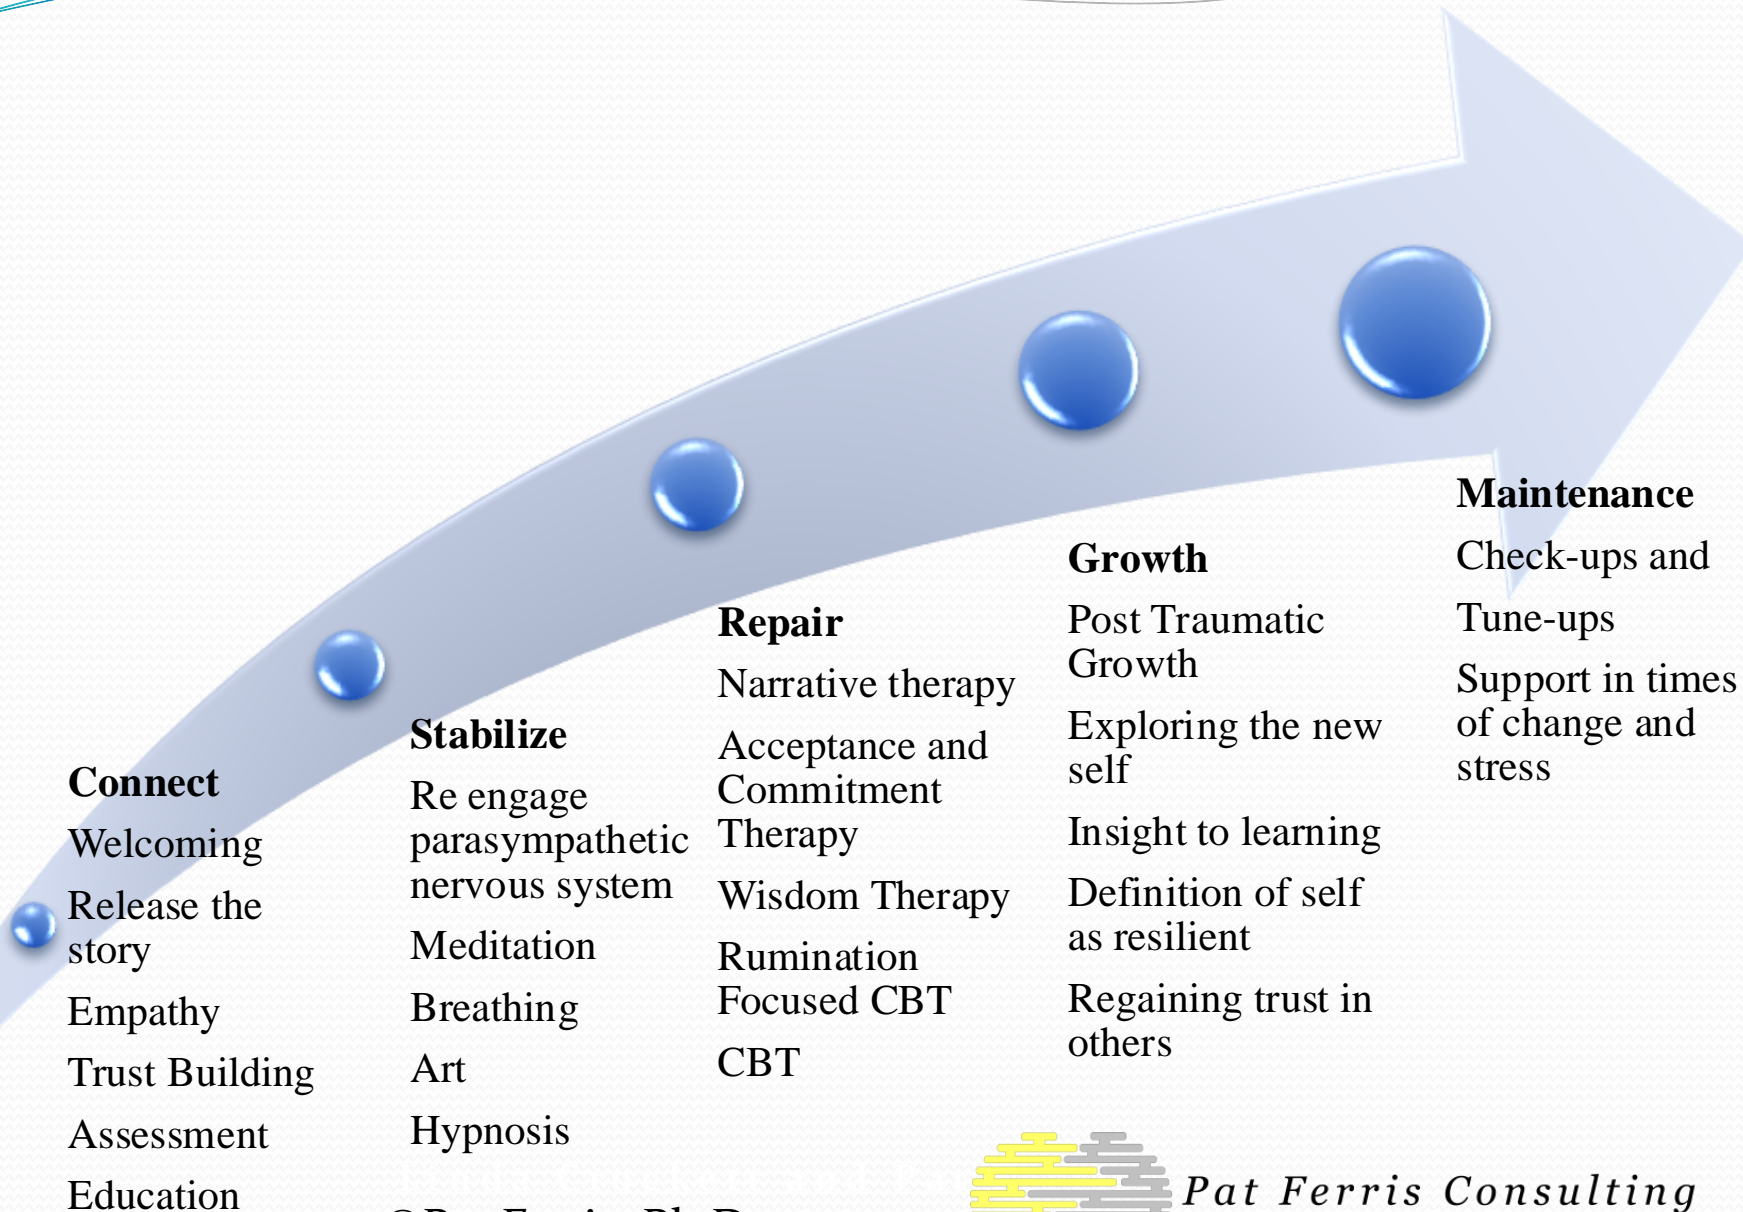 Connect
Welcoming
Release the
story
Empathy
Trust Building
Assessment
Education
Stabilize
Re engage
parasympathetic
nervous system
Meditation
Breathing
Art
Hypnosis
Repair
Narrative therapy
Acceptance and
Commitment
Therapy
Wisdom Therapy
Rumination
Focused CBT
CBT
Growth
Post Traumatic
Growth
Exploring the new
self
Insight to learning
Definition of self
as resilient
Regaining trust in
others
Maintenance
Check-ups and
Tune-ups
Support in times
of change and
stress
Pat Ferris Consulting